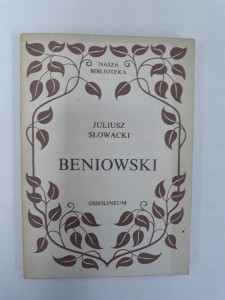 NASZA
BIBLIOTEKA
JULIUSZ
SŁOWACKI
BENIOWSKI
OSSOLINEUM